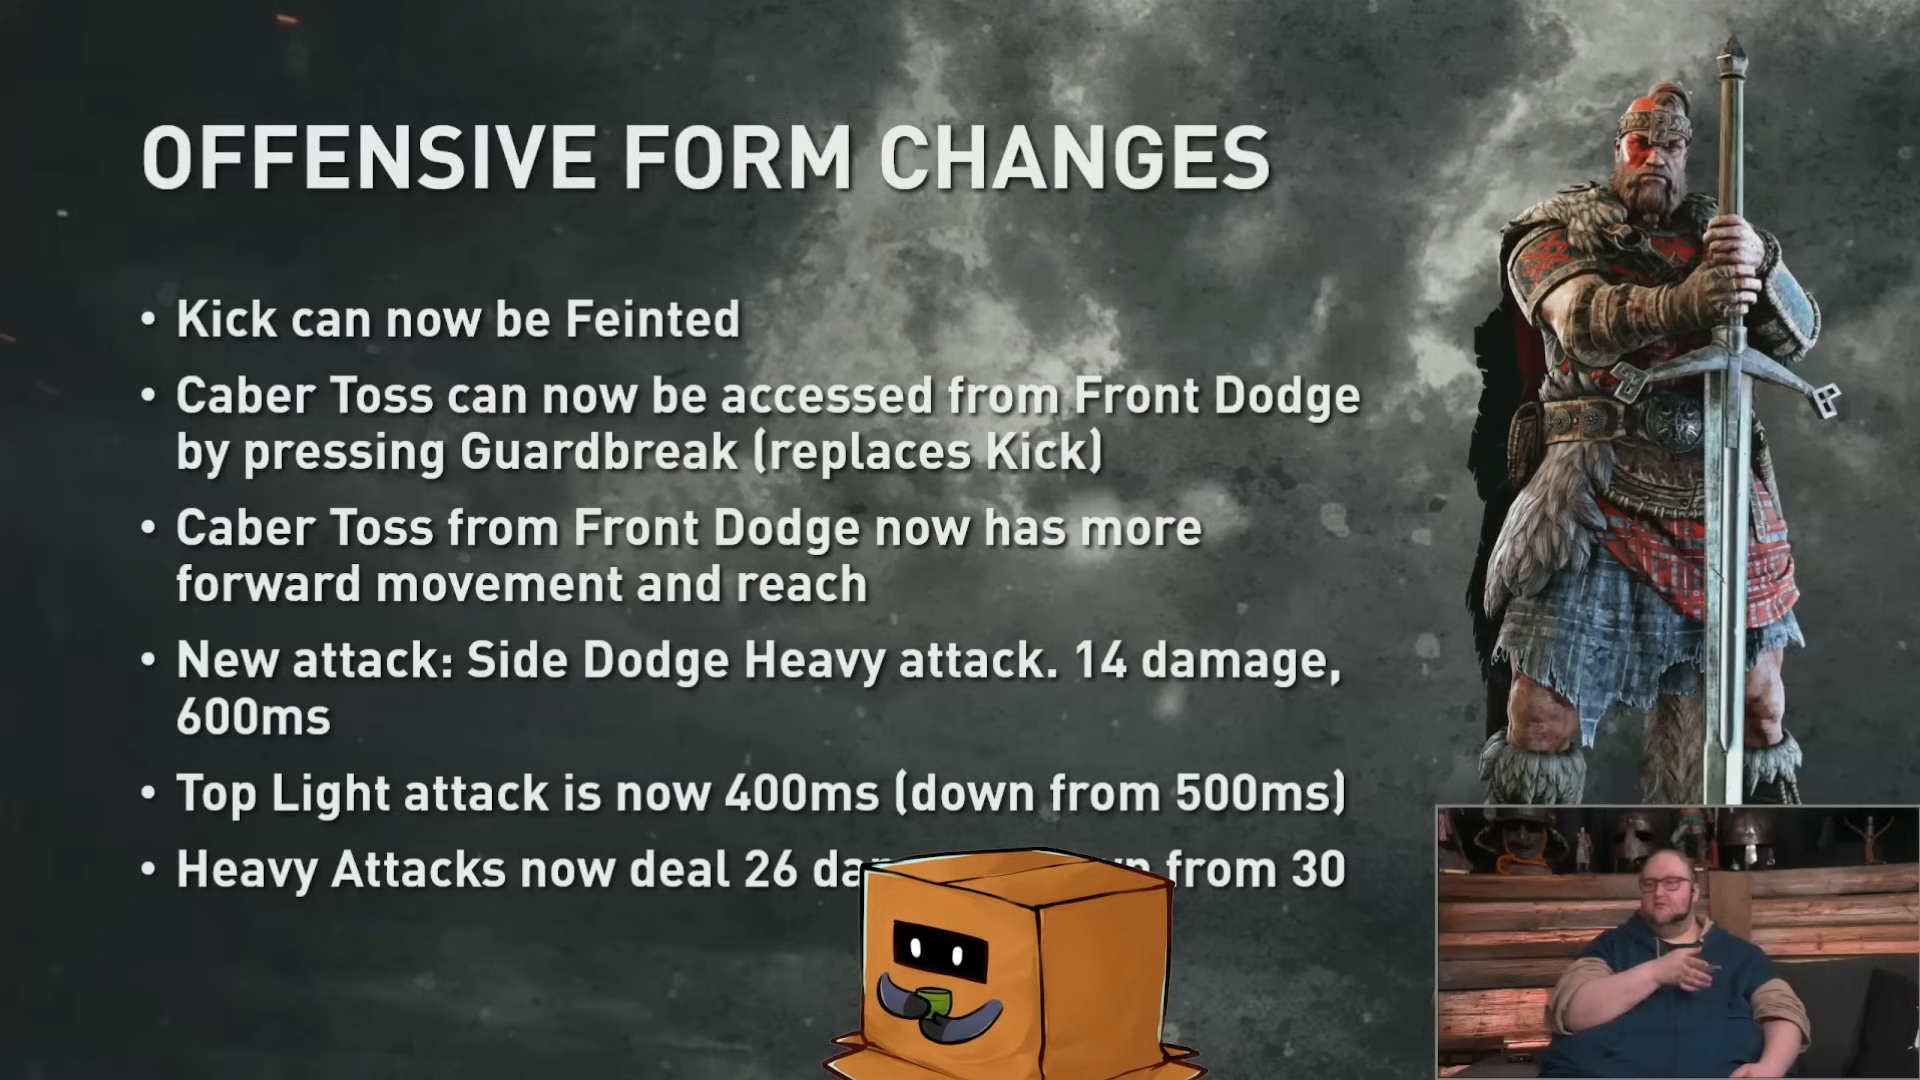 OFFENSIVE FORM CHANGES
• Kick can now be Feinted
• Caber Toss can now be accessed from Front Dodge
by pressing Guardbreak (replaces Kick)
• Caber Toss from Front Dodge now has more
forward movement and reach
• New attack: Side Dodge Heavy attack. 14 damage,
600ms
• Top Light attack is now 400ms (down from 500ms)
• Heavy Attacks now deal 26 from 30